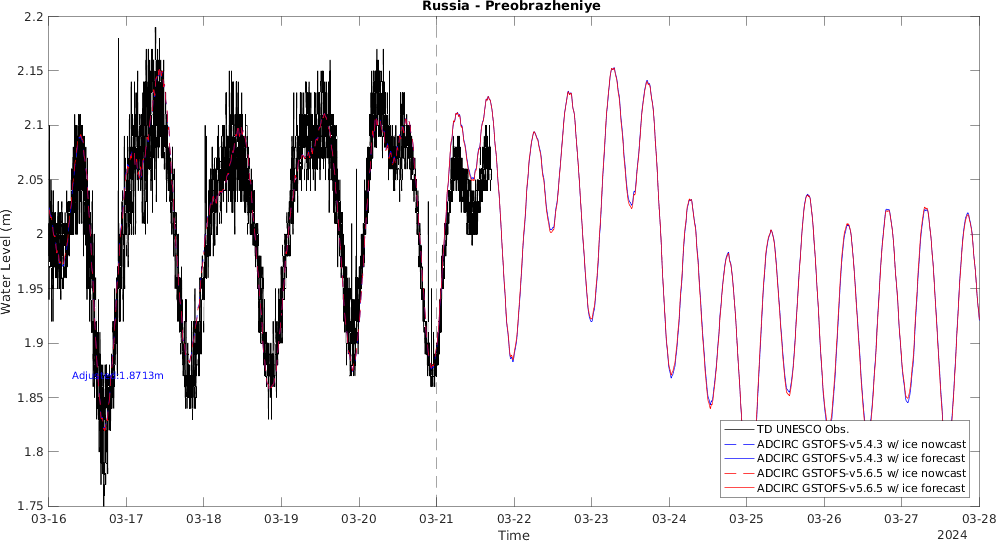 Russia - Preobrazheniye
2.2
2.15
2.1
2.05
2
1.95
1.9
1.85
1.8
1.75
Water Level (m)
1.8713m
TD UNESCO Obs.
ADCIRC GSTOFS-v5.4.3 w/ ice nowcast
ADCIRC GSTOFS-v5.4.3 w/ ice forecast
ADCIRC GSTOFS-v5.6.5 w/ ice nowcast
ADCIRC GSTOFS-v5.6.5 w/ ice forecast
03-16 03-17 03-18 03-19 03-20 03-21 03-22 03-23 03-24 03-25 03-26 03-27 03-28
Time
2024